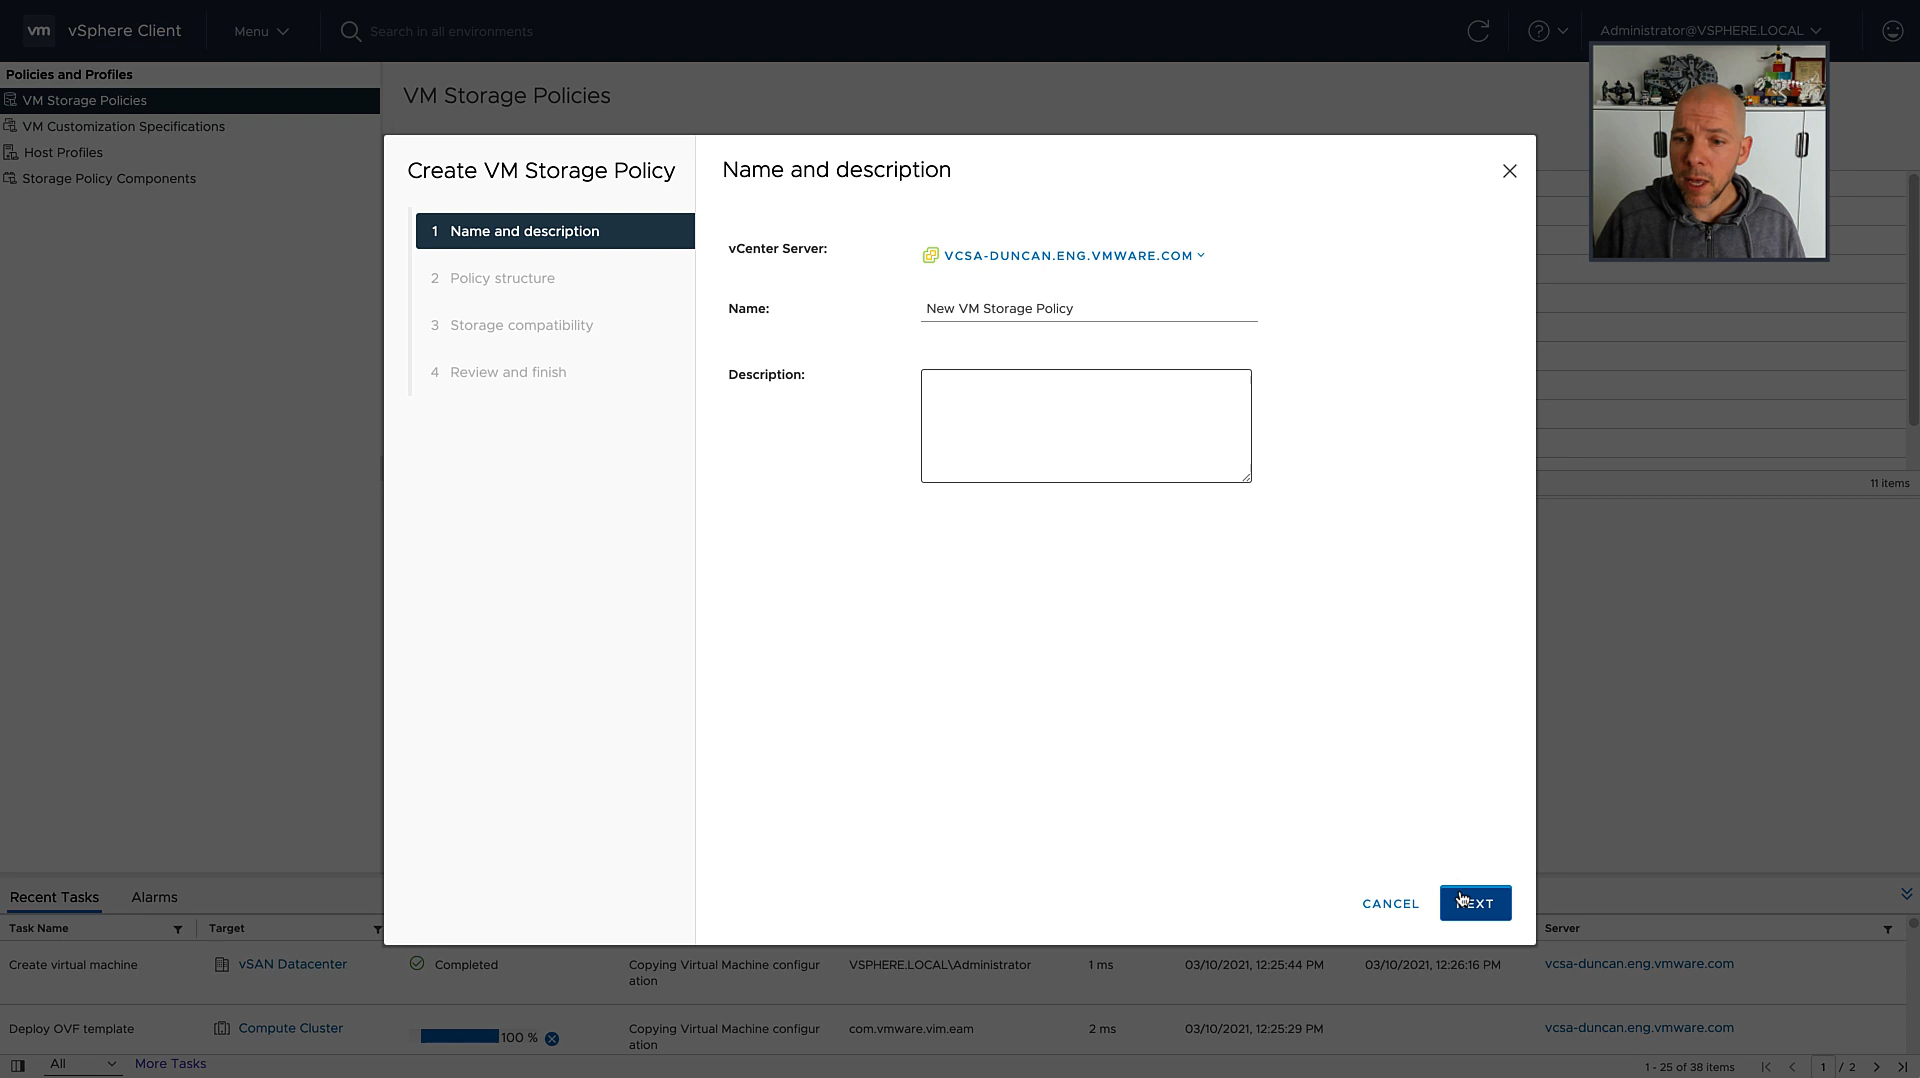 vm vSphere Client Menu Search in all environments Administrator@VSPHERE.LOCAL
Policies and Profiles
VM Storage Policies
VM Customization Specifications
Host Profiles
Storage Policy Components
VM Storage Policies
Create VM Storage Policy
1 Name and description
2 Policy structure
3 Storage compatibility
4 Review and finish
Name and description
vCenter Server: VCSA-DUNCAN.ENG.VMWARE.COM
Name: New VM Storage Policy
Description:
CANCEL NEXT
11 items
Recent Tasks Alarms
Task Name Target Server
Create virtual machine vSAN Datacenter Completed Copying Virtual Machine configur VSPHERE.LOCAL\Administrator 1 ms 03/10/2021, 12:25:44 PM 03/10/2021, 12:26:16 PM vcsa-duncan.eng.vmware.com
ation
Deploy OVF template Compute Cluster 100 % Copying Virtual Machine configur com.vmware.vim.eam 2 ms 03/10/2021, 12:25:29 PM vcsa-duncan.eng.vmware.com
ation
All More Tasks 1 - 25 of 38 items 1 / 2